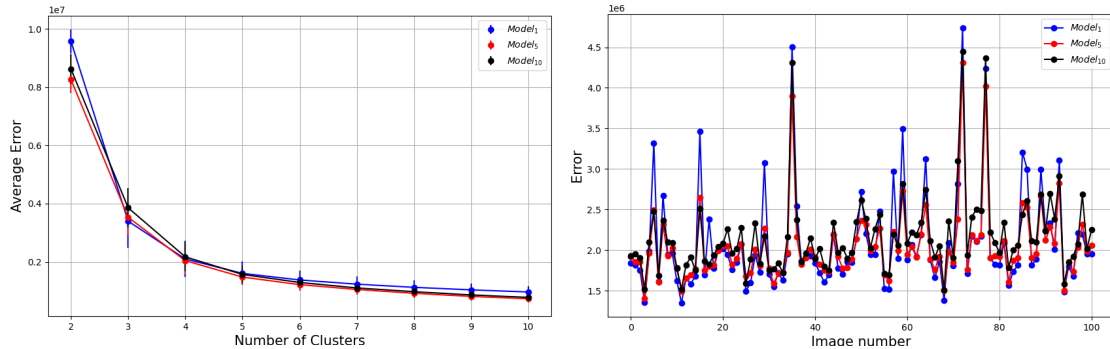 1e7
1.0
0.8
0.6
0.4
0.2
Average Error
2 3 4 5 6 7 8 9 10
Number of Clusters
Model₁
Model₅
Model₁₀
1e6
4.5
4.0
3.5
3.0
2.5
2.0
1.5
Error
0 20 40 60 80 100
Image number
Model₁
Model₅
Model₁₀